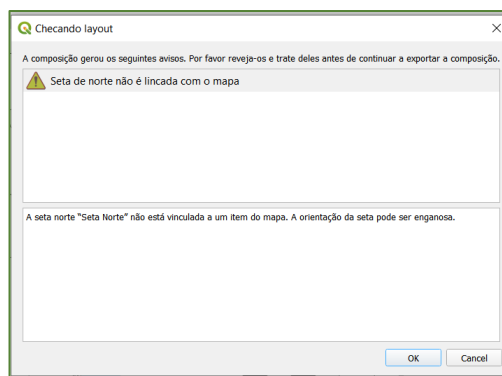 Checando layout
A composição gerou os seguintes avisos. Por favor reveja-os e trate deles antes de continuar a exportar a composição.
Seta de norte não é lincada com o mapa
A seta norte “Seta Norte” não está vinculada a um item do mapa. A orientação da seta pode ser enganosa.
OK Cancel